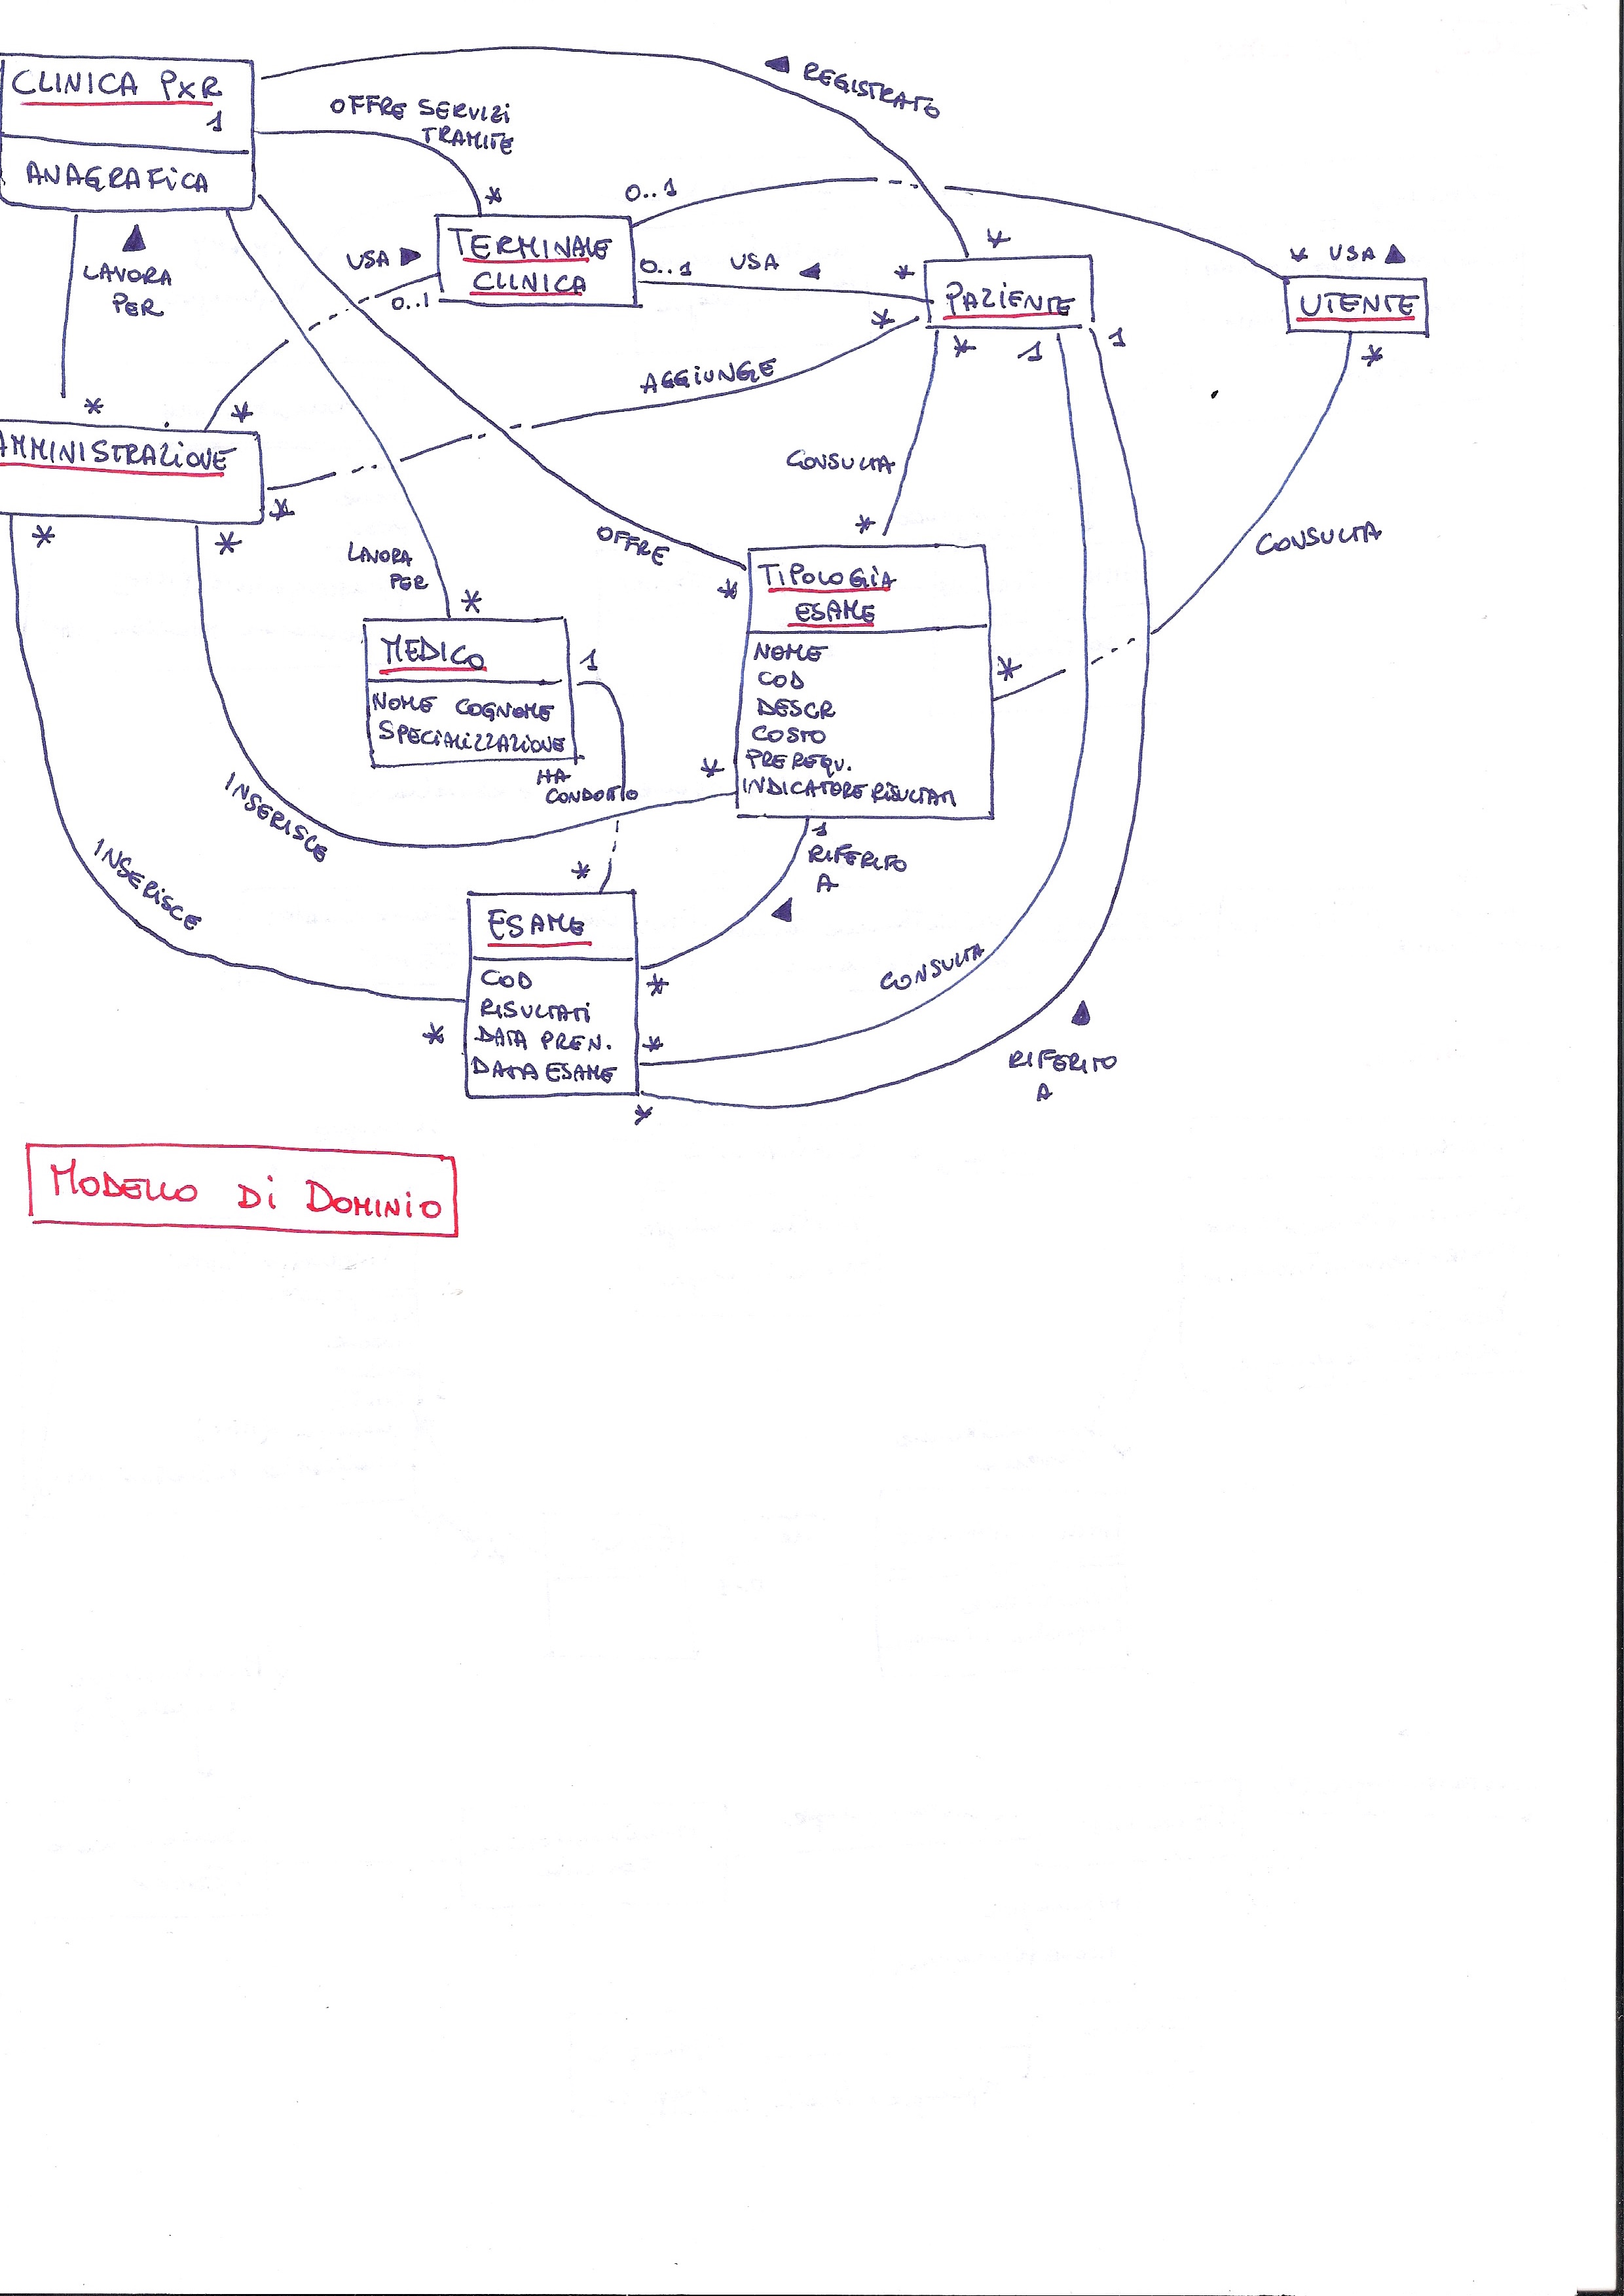 CLINICA PXR
1
ANAGRAFICA
OFFRE SERVIZI
TRAMITE
*
◀ REGISTRATO
*
0..1
* USA ▲
UTENTE
*
▲
LAVORA
PER
*
USA ▶
0..1
*
TERMINALE
CLINICA
0..1 USA ◀ *
PAZIENTE
*
* 1 1
AGGIUNGE
AMMINISTRAZIONE
*
* *
CONSULTA
*
CONSULTA
*
OFFRE
*
LAVORA
PER
*
MEDICO
1
NOME COGNOME
SPECIALIZZAZIONE
HA
CONDOTTO
*
TIPOLOGIA
ESAME
NOME
COD
DESCR
COSTO
PREREQU.
INDICATORE RISULTATI
*
INSERISCE
INSERISCE
*
1
RIFERITO
A
◀
*
ESAME
COD
RISULTATI
DATA PREN.
DATA ESAME
*
CONSULTA
*
▲
RIFERITO
A
MODELLO DI DOMINIO